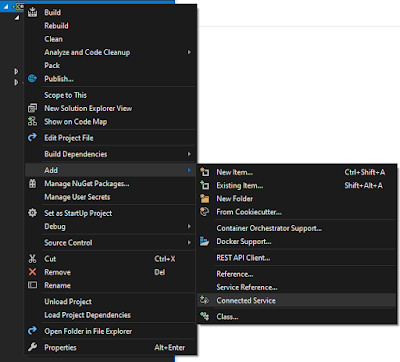 Build
Rebuild
Clean
Analyze and Code Cleanup
Pack
Publish...
Scope to This
New Solution Explorer View
Show on Code Map
Edit Project File
Build Dependencies
Add
Manage NuGet Packages...
Manage User Secrets
Set as StartUp Project
Debug
Source Control
Cut Ctrl+X
Remove Del
Rename
Unload Project
Load Project Dependencies
Open Folder in File Explorer
Properties Alt+Enter
New Item... Ctrl+Shift+A
Existing Item... Shift+Alt+A
New Folder
From Cookiecutter...
Container Orchestrator Support...
Docker Support...
REST API Client...
Reference...
Service Reference...
Connected Service
Class...